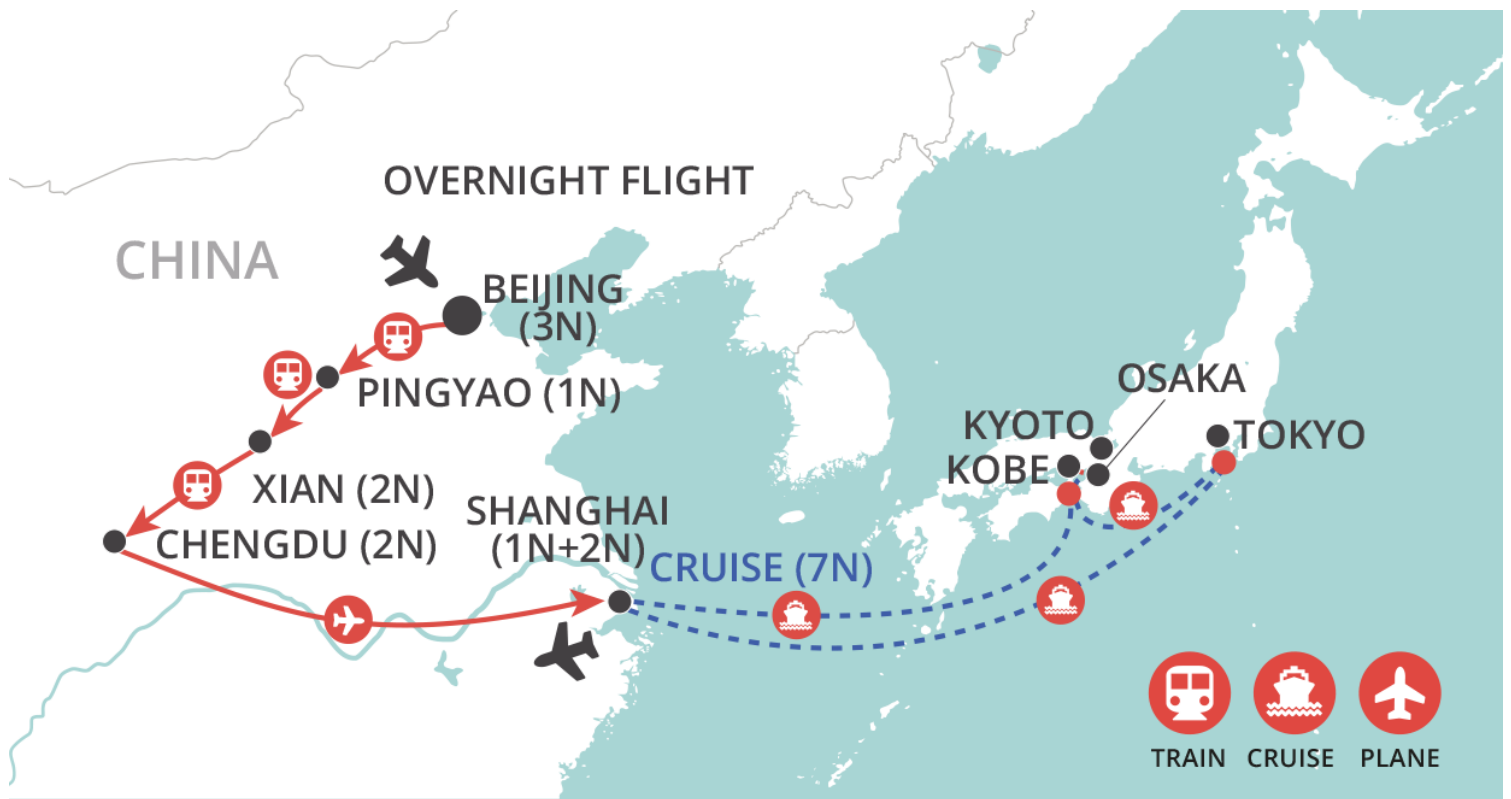 OVERNIGHT FLIGHT
CHINA
BEIJING
(3N)
PINGYAO (1N)
OSAKA
KYOTO
TOKYO
KOBE
XIAN (2N)
SHANGHAI
(1N+2N)
CHENGDU (2N)
CRUISE (7N)
TRAIN
CRUISE
PLANE